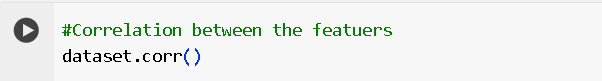 #Correlation between the featuers
dataset.corr()